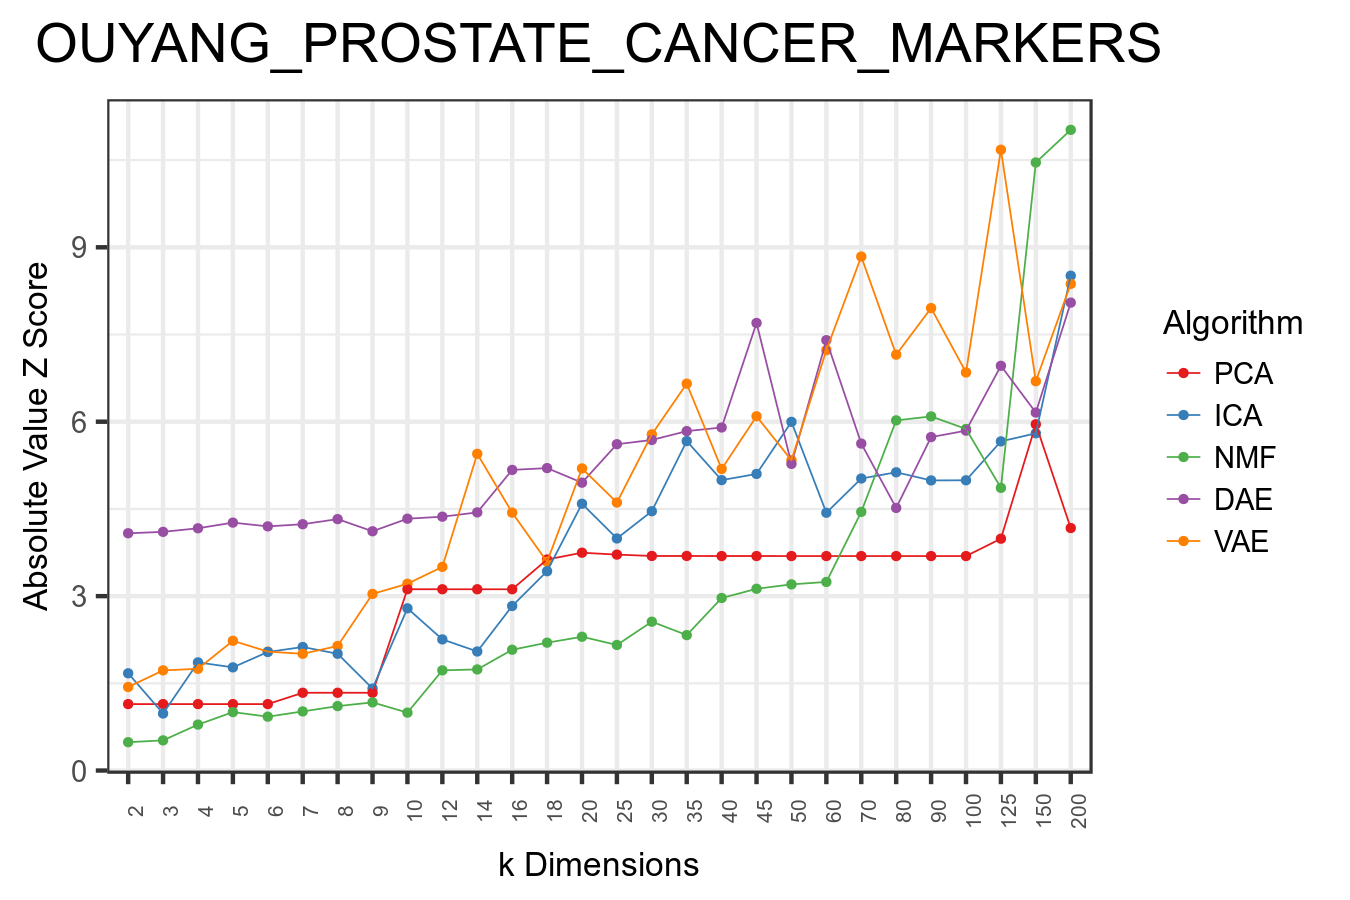 OUYANG_PROSTATE_CANCER_MARKERS
Absolute Value Z Score
9
6
3
0
2 3 4 5 6 7 8 9 10 12 14 16 18 20 25 30 35 40 45 50 60 70 80 90 100 125 150 200
k Dimensions
Algorithm
PCA
ICA
NMF
DAE
VAE